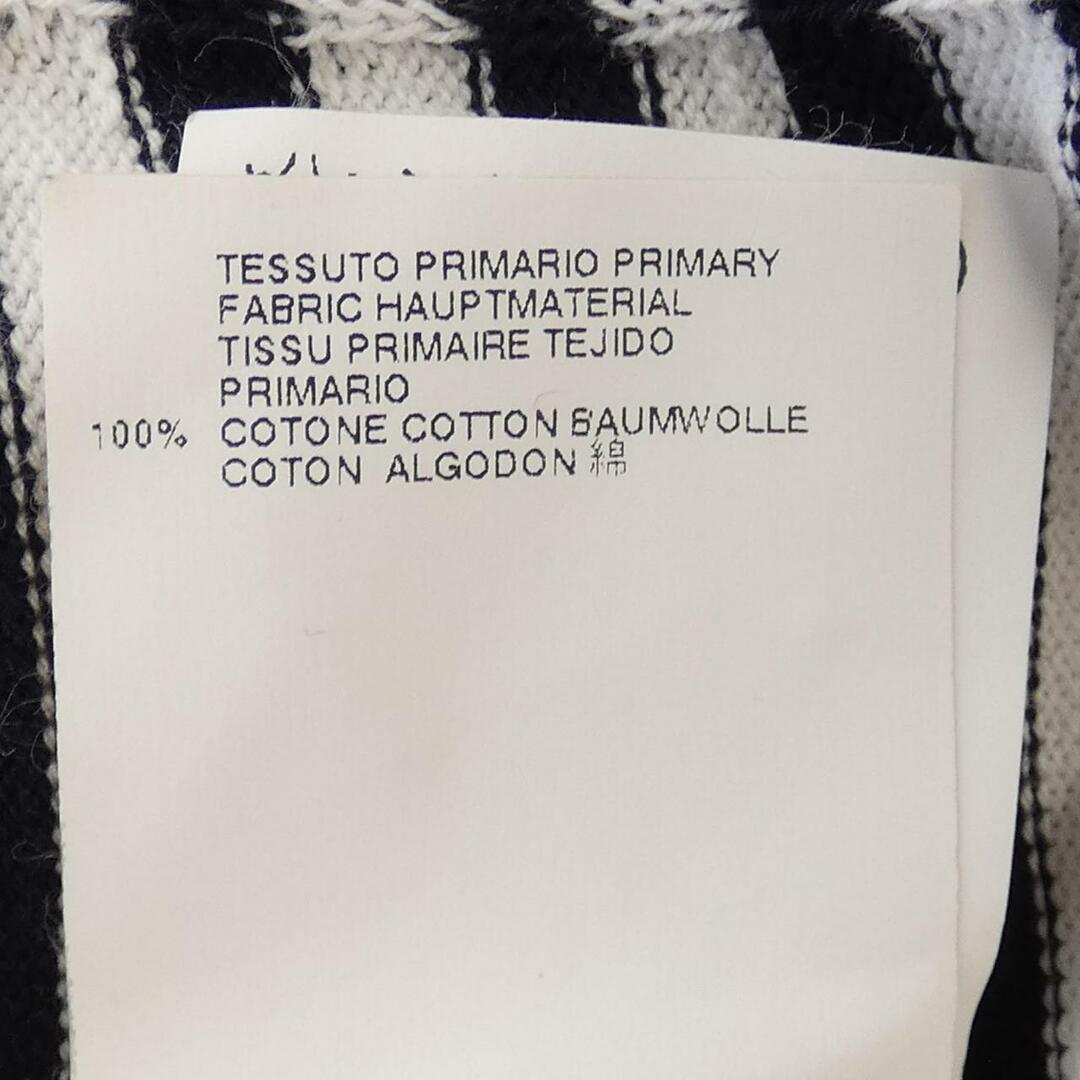 TESSUTO PRIMARIO PRIMARY
FABRIC HAUPTMATERIAL
TISSU PRIMAIRE TEJIDO
PRIMARIO
100% COTONE COTTON BAUMWOLLE
COTON ALGODON 綿